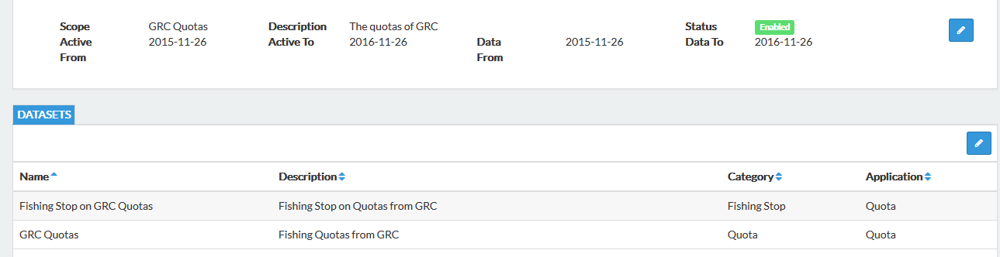 Scope GRC Quotas Description The quotas of GRC Status Enabled
Active From 2015-11-26 Active To 2016-11-26 Data From 2015-11-26 Data To 2016-11-26
DATASETS
Name Description Category Application
Fishing Stop on GRC Quotas Fishing Stop on Quotas from GRC Fishing Stop Quota
GRC Quotas Fishing Quotas from GRC Quota Quota